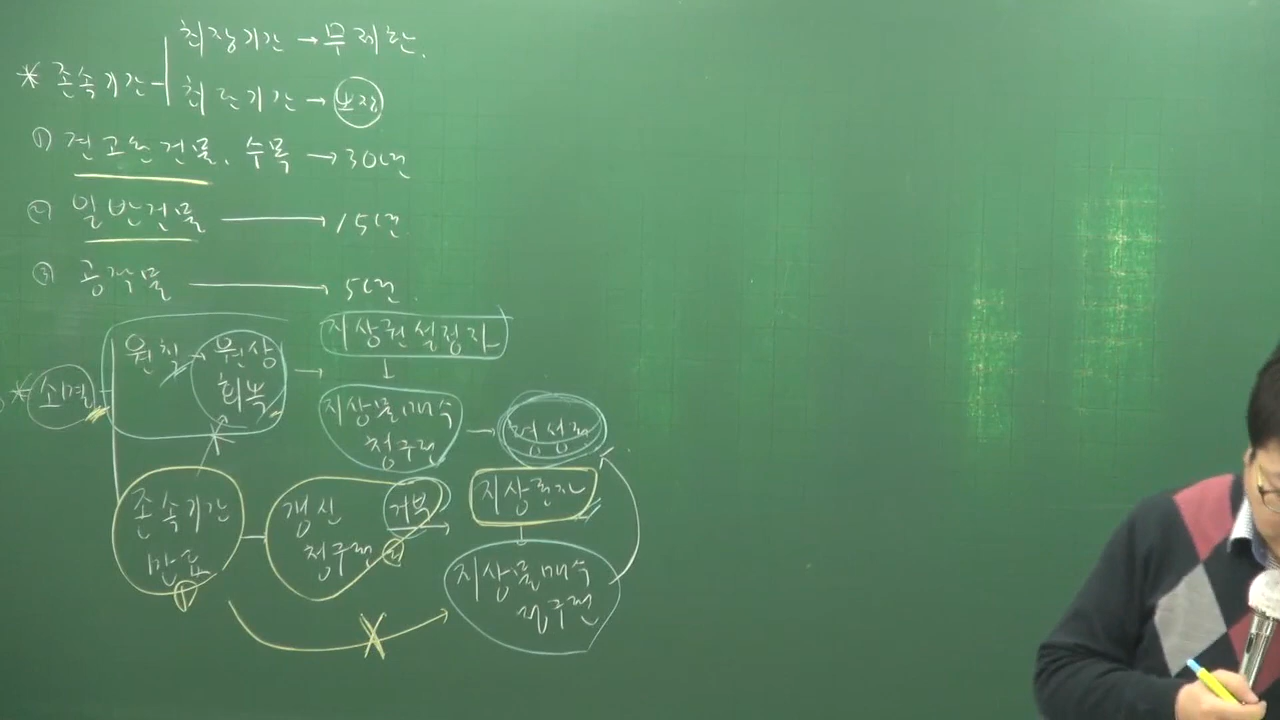 최장기간 → 무제한.
* 존속기간
최단기간 → 보장
① 견고한건물, 수목 → 30년
② 일반건물 → 15년
③ 공작물 → 5년.
지상권설정자
원칙 → 원상
회복
* 소멸
지상물매수
청구권
형성권
존속기간
만료
①
갱신
청구권 ②
거부
지상권자
지상물매수
청구권